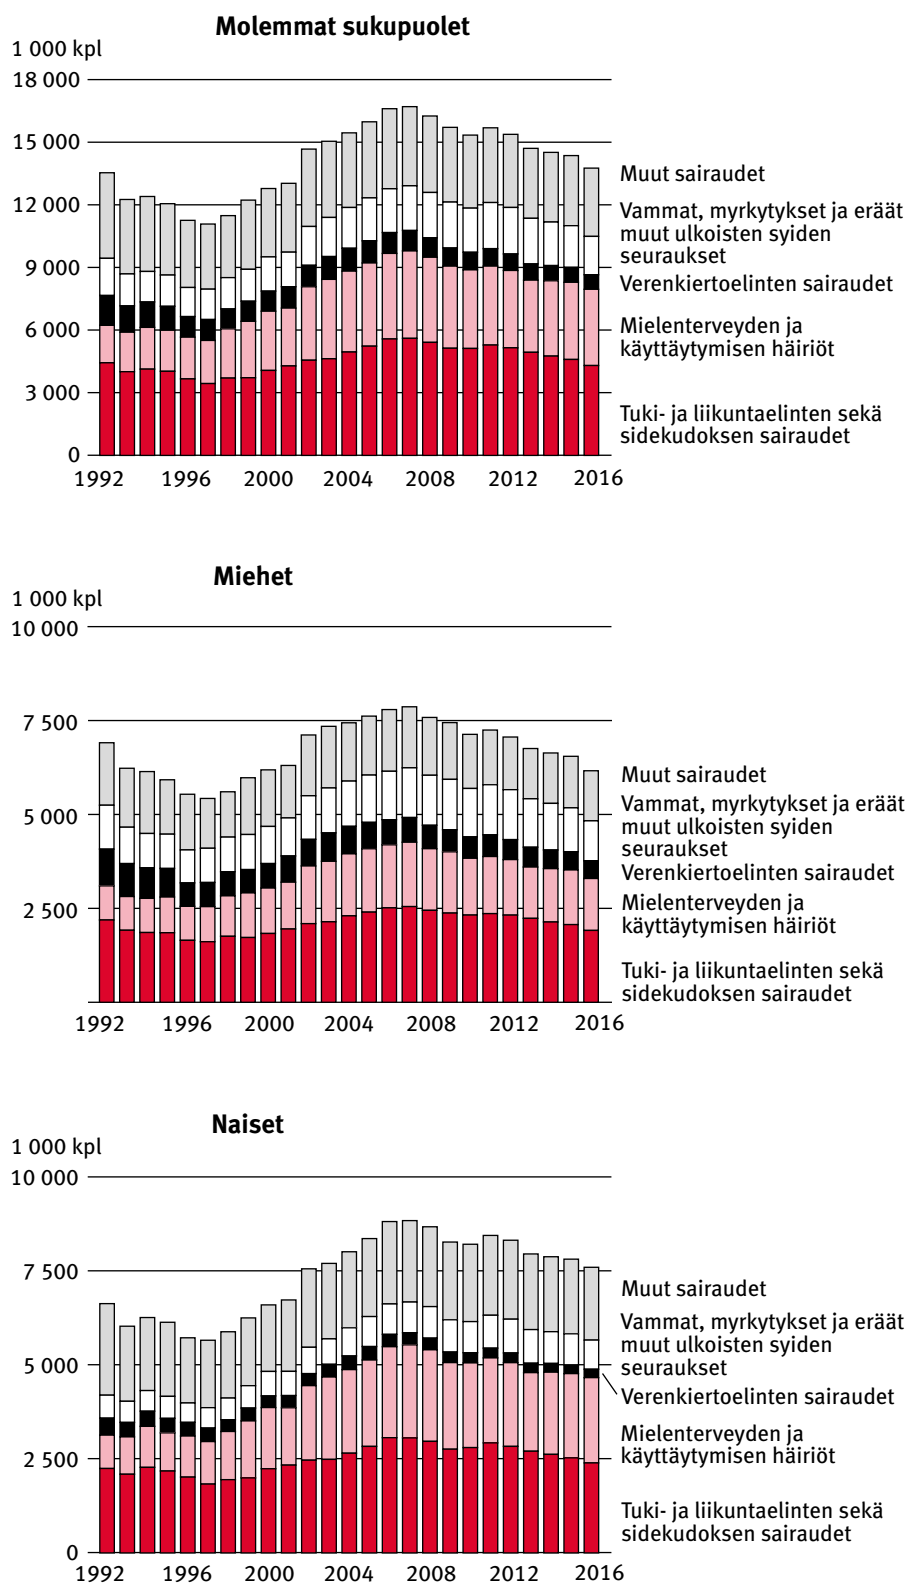 Molemmat sukupuolet
1 000 kpl
18 000
15 000
12 000
9 000
6 000
3 000
0
1992 1996 2000 2004 2008 2012 2016
Muut sairaudet
Vammat, myrkytykset ja eräät
muut ulkoisten syiden
seuraukset
Verenkiertoelinten sairaudet
Mielenterveyden ja
käyttäytymisen häiriöt
Tuki- ja liikuntaelinten sekä
sidekudoksen sairaudet
Miehet
1 000 kpl
10 000
7 500
5 000
2 500
1992 1996 2000 2004 2008 2012 2016
Muut sairaudet
Vammat, myrkytykset ja eräät
muut ulkoisten syiden
seuraukset
Verenkiertoelinten sairaudet
Mielenterveyden ja
käyttäytymisen häiriöt
Tuki- ja liikuntaelinten sekä
sidekudoksen sairaudet
Naiset
1 000 kpl
10 000
7 500
5 000
2 500
0
1992 1996 2000 2004 2008 2012 2016
Muut sairaudet
Vammat, myrkytykset ja eräät
muut ulkoisten syiden
seuraukset
Verenkiertoelinten sairaudet
Mielenterveyden ja
käyttäytymisen häiriöt
Tuki- ja liikuntaelinten sekä
sidekudoksen sairaudet